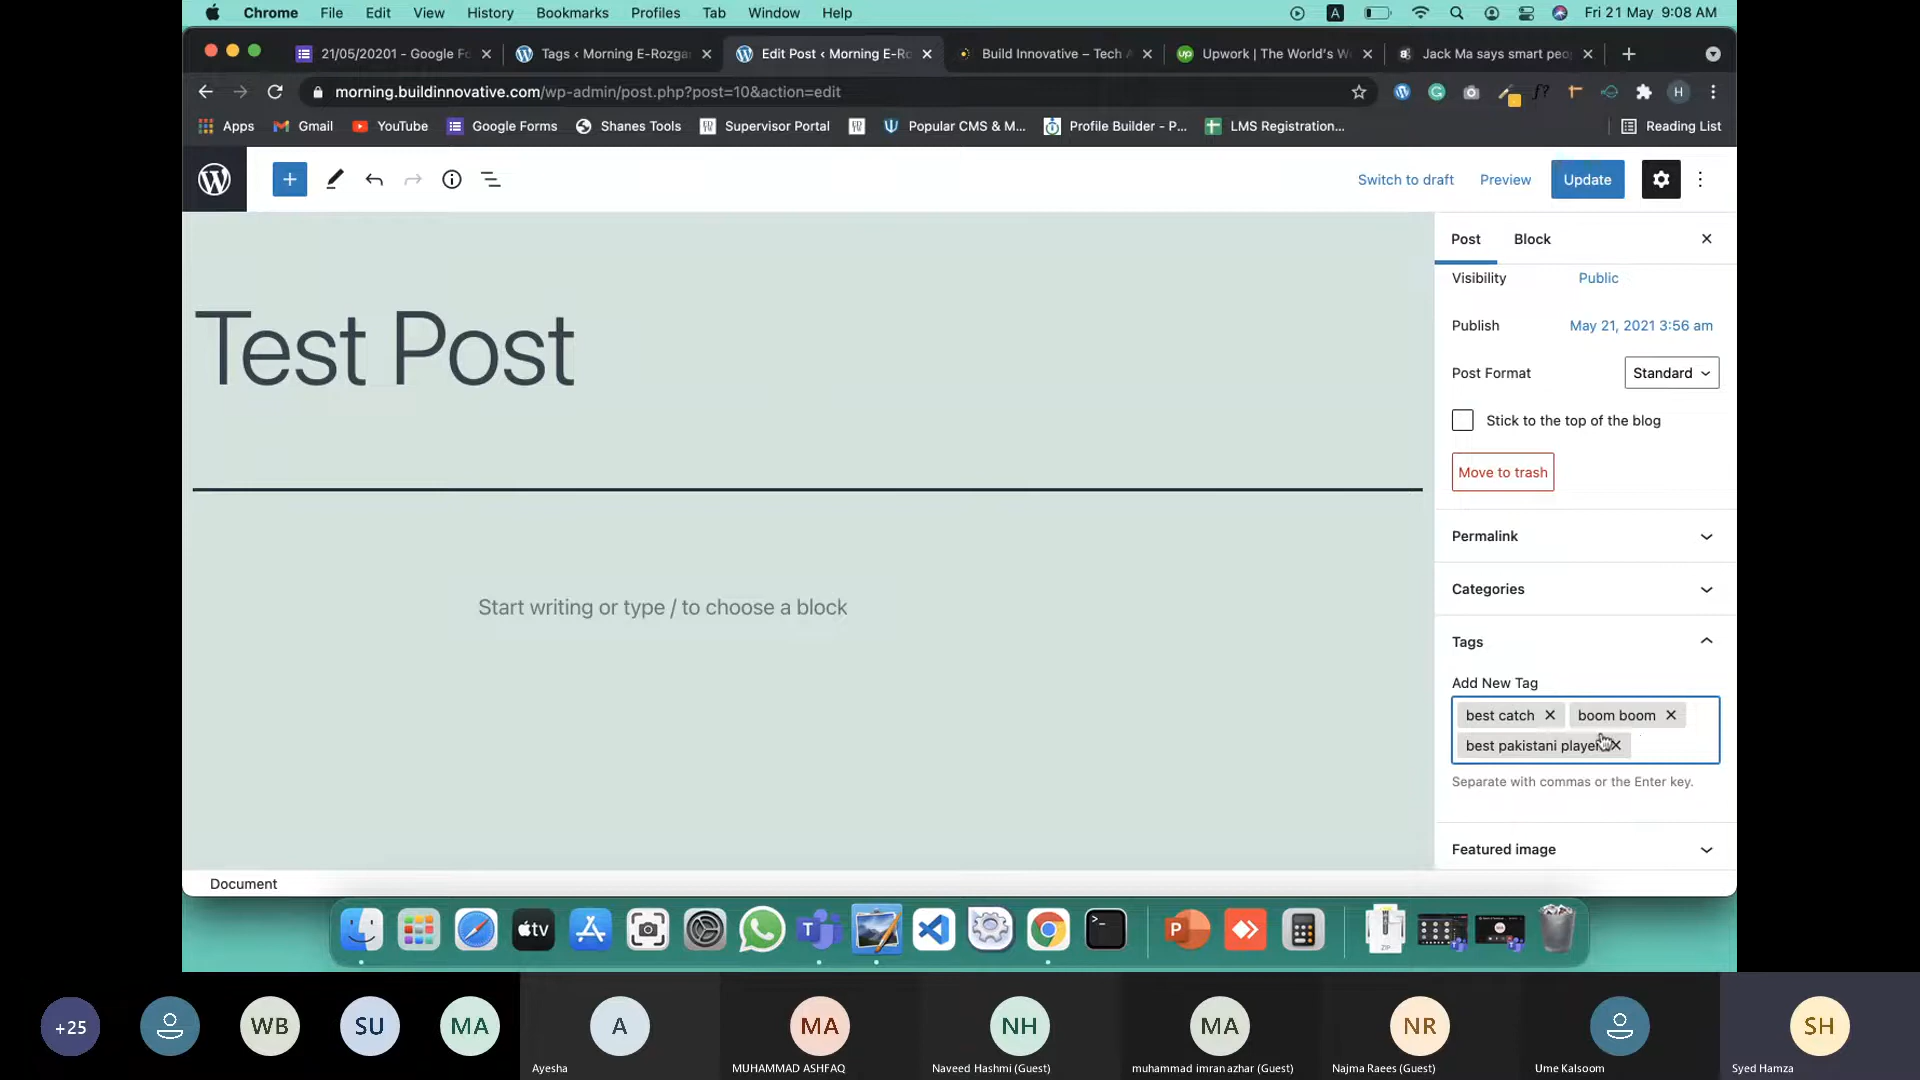 Chrome File Edit View History Bookmarks Profiles Tab Window Help
A
Fri 21 May 9:08 AM
21/05/20201 - Google Fo
Tags ‹ Morning E-Rozgar
Edit Post ‹ Morning E-Ro
Build Innovative – Tech A
up Upwork | The World's W
Jack Ma says smart peop
morning.buildinnovative.com/wp-admin/post.php?post=10&action=edit
f?
H
Apps
Gmail
YouTube
Google Forms
Shanes Tools
Supervisor Portal
Popular CMS & M...
Profile Builder - P...
LMS Registration...
Reading List
Switch to draft
Preview
Update
Test Post
Start writing or type / to choose a block
Document
Post
Block
Visibility
Public
Publish
May 21, 2021 3:56 am
Post Format
Standard
Stick to the top of the blog
Move to trash
Permalink
Categories
Tags
Add New Tag
best catch
boom boom
best pakistani player
Separate with commas or the Enter key.
Featured image
tv
ZIP
+25
WB
SU
MA
A
Ayesha
MA
MUHAMMAD ASHFAQ
NH
Naveed Hashmi (Guest)
MA
muhammad imran azhar (Guest)
NR
Najma Raees (Guest)
Ume Kalsoom
SH
Syed Hamza